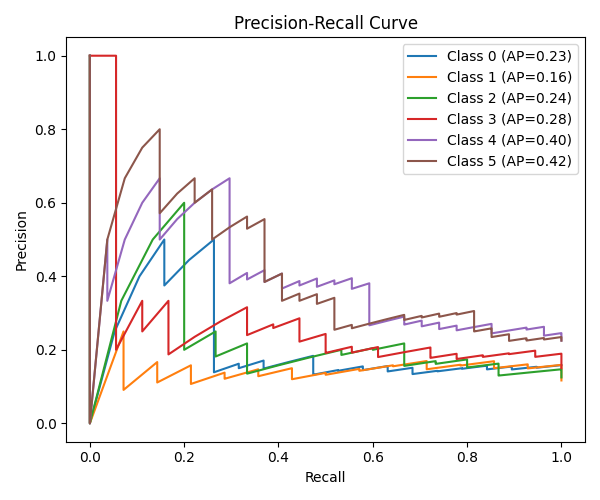 Precision-Recall Curve
Class 0 (AP=0.23)
Class 1 (AP=0.16)
Class 2 (AP=0.24)
Class 3 (AP=0.28)
Class 4 (AP=0.40)
Class 5 (AP=0.42)
Precision
1.0
0.8
0.6
0.4
0.2
0.0
0.0 0.2 0.4 0.6 0.8 1.0
Recall